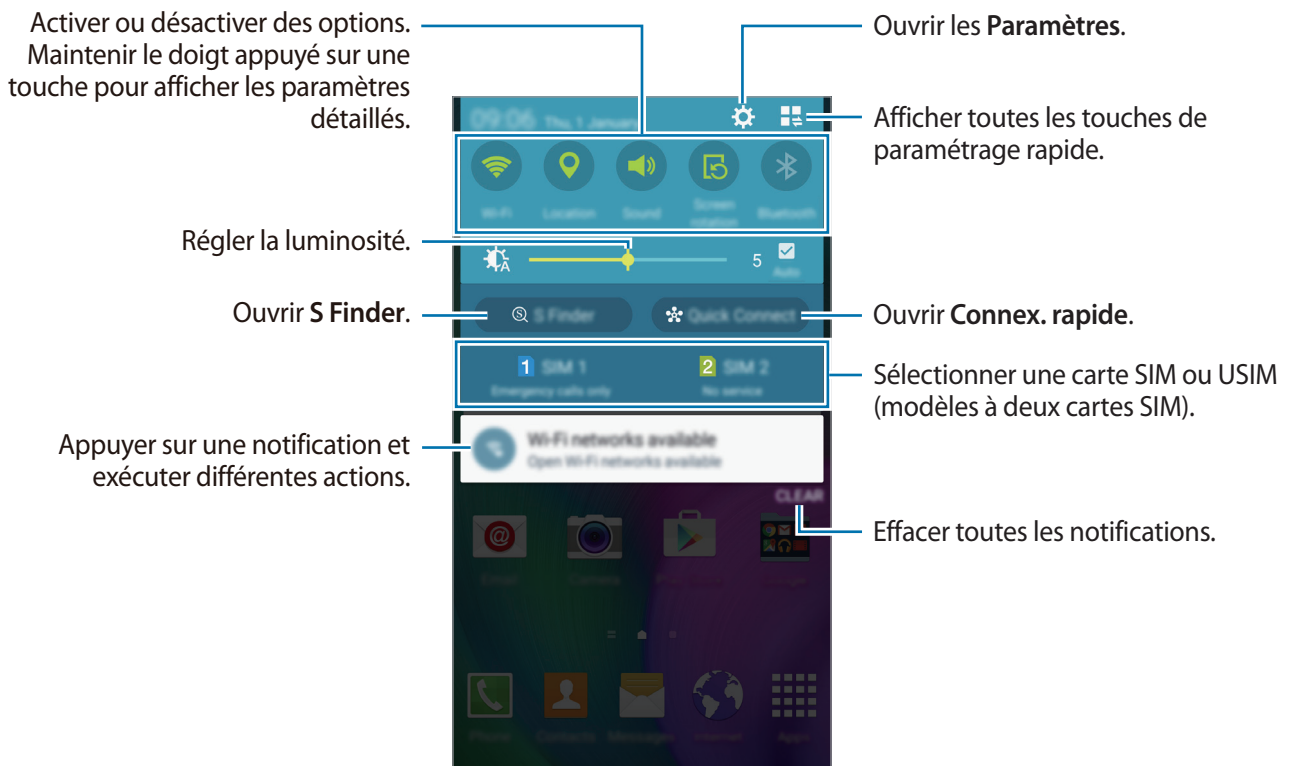 Activer ou désactiver des options.
Maintenir le doigt appuyé sur une
touche pour afficher les paramètres
détaillés.
Ouvrir les Paramètres.
Afficher toutes les touches de
paramétrage rapide.
09:06 Thu, 1 January
Wi-Fi
Location
Sound
Screen
rotation
Bluetooth
Régler la luminosité.
A
5
Auto
Ouvrir S Finder.
S Finder
Quick Connect
Ouvrir Connex. rapide.
1 SIM 1
Emergency calls only
2 SIM 2
No service
Sélectionner une carte SIM ou USIM
(modèles à deux cartes SIM).
Appuyer sur une notification et
exécuter différentes actions.
Wi-Fi networks available
Open Wi-Fi networks available
CLEAR
Effacer toutes les notifications.
Email
Camera
Play Store
Google
Phone
Contacts
Messages
Internet
Apps